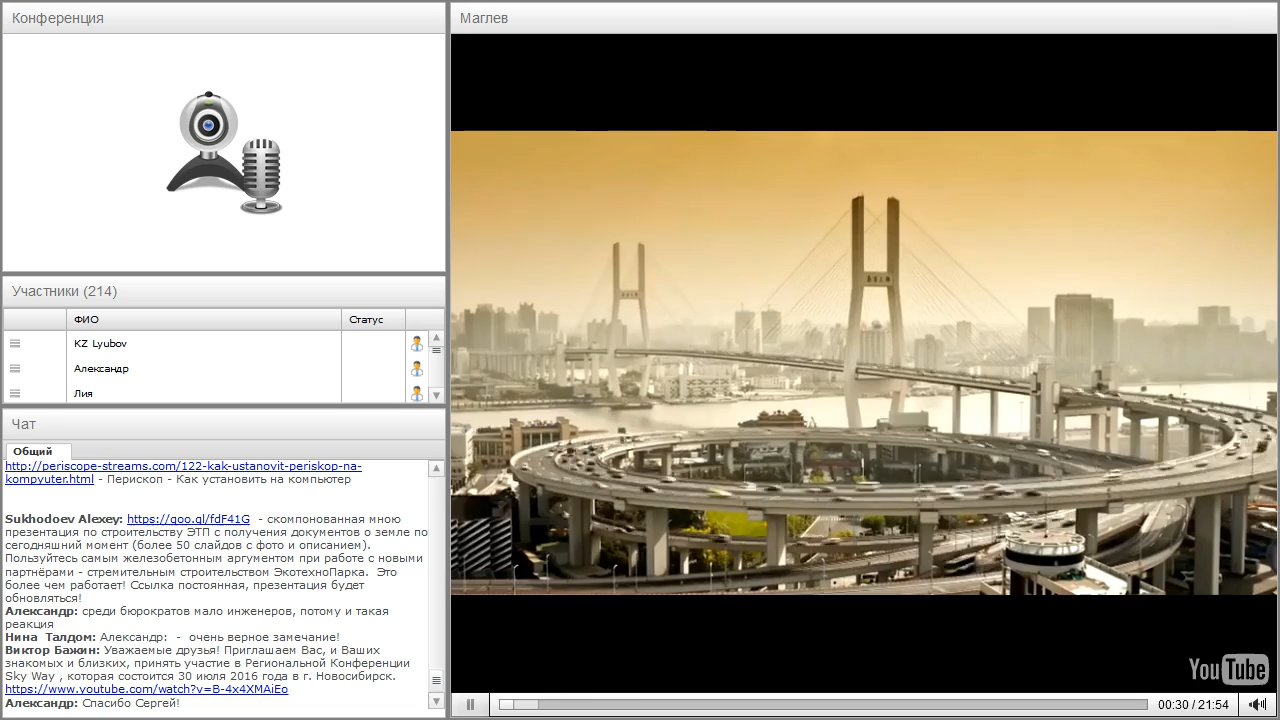 Конференция
Маглев
Участники (214)
ФИО
Статус
KZ Lyubov
Александр
Лия
Чат
Общий
http://periscope-streams.com/122-kak-ustanovit-periskop-na-
kompyuter.html - Перископ - Как установить на компьютер
Sukhodoev Alexey: https://goo.gl/fdF41G - скомпонованная мною
презентация по строительству ЭТП с получения документов о земле по
сегодняшний момент (более 50 слайдов с фото и описанием).
Пользуйтесь самым железобетонным аргументом при работе с новыми
партнёрами - стремительным строительством ЭкотехноПарка. Это
более чем работает! Ссылка постоянная, презентация будет
обновляться!
Александр: среди бюрократов мало инженеров, потому и такая
реакция
Нина Талдом: Александр: - очень верное замечание!
Виктор Бажин: Уважаемые друзья! Приглашаем Вас, и Ваших
знакомых и близких, принять участие в Региональной Конференции
Sky Way , которая состоится 30 июля 2016 года в г. Новосибирск.
https://www.youtube.com/watch?v=B-4x4XMAiEo
Александр: Спасибо Сергей!
YouTube
00:30 / 21:54